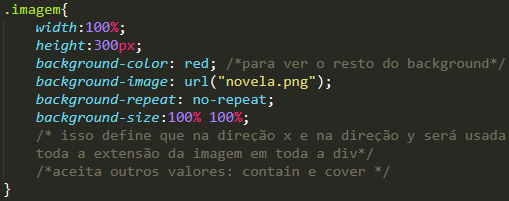 .imagem{
width:100%;
height:300px;
background-color: red; /*para ver o resto do background*/
background-image: url("novela.png");
background-repeat: no-repeat;
background-size:100% 100%;
/* isso define que na direção x e na direção y será usada
toda a extensão da imagem em toda a div*/
/*aceita outros valores: contain e cover */
}